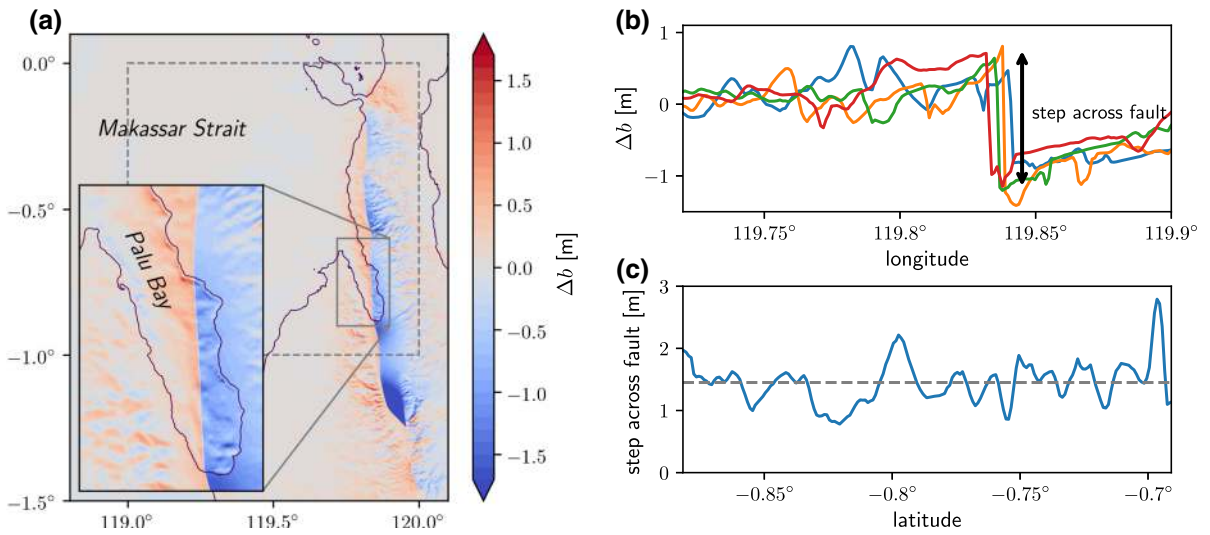 (a)
0.0°
−0.5°
−1.0°
−1.5°
119.0°
119.5°
120.0°
Makassar Strait
Palu Bay
1.5
1.0
0.5
0.0
−0.5
−1.0
−1.5
Δb [m]
(b)
1
0
−1
Δb [m]
step across fault
119.75°
119.8°
119.85°
119.9°
longitude
(c)
3
2
1
0
step across fault [m]
−0.85°
−0.8°
−0.75°
−0.7°
latitude